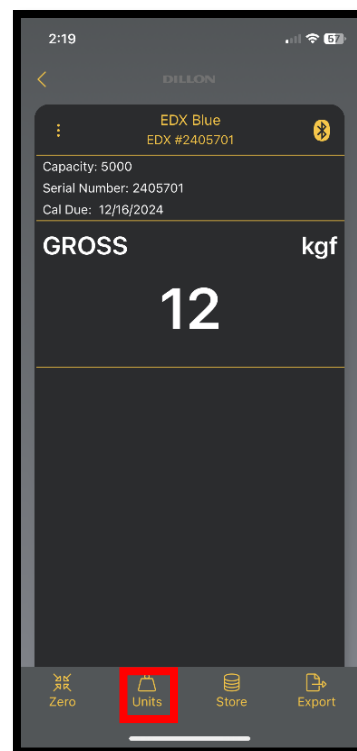 2:19
67
DILLON
EDX Blue
EDX #2405701
Capacity: 5000
Serial Number: 2405701
Cal Due: 12/16/2024
GROSS kgf
12
Zero Units Store Export